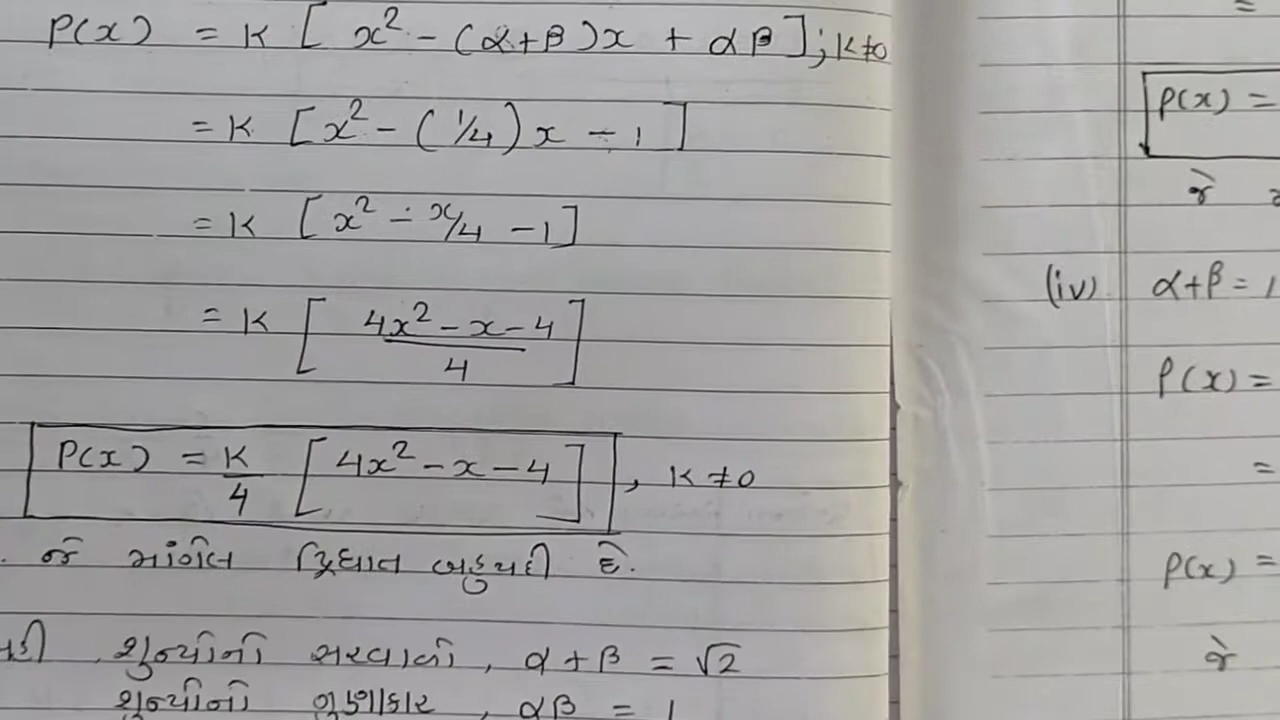 P(x) = K [ x² - (α+β)x + αβ ] ; K≠0
= K [ x² - (1/4) x - 1 ]
= K [ x² - x/4 - 1 ]
= K [ (4x² - x - 4)/4 ]
P(x) = K/4 [ 4x² - x - 4 ] , K ≠ 0
. જે માંગેલ દ્વિઘાત બહુપદી છે.
શૂન્યોનો સરવાળો, α + β = √2
શૂન્યોનો ગુણાકાર, αβ = 1
=
P(x) =
જે
(iv) α+β = 1
P(x) =
=
P(x) =
જે